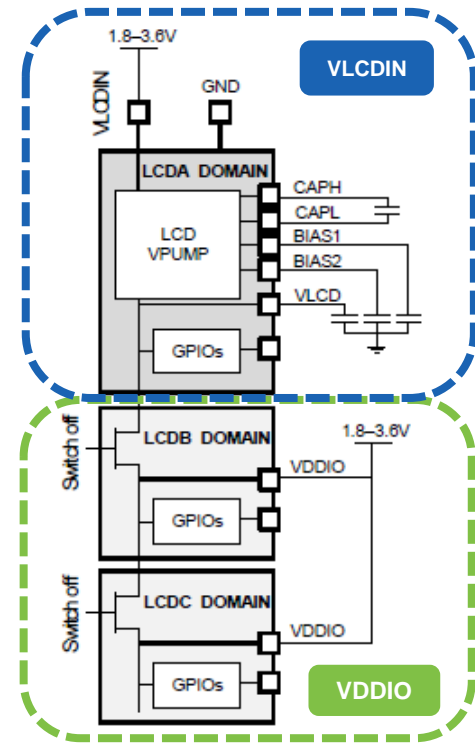 1.8–3.6V
VLCDIN
VLCDIN
GND
LCDA DOMAIN
LCD
VPUMP
CAPH
CAPL
BIAS1
BIAS2
VLCD
GPIOs
Switch off
LCDB DOMAIN
1.8–3.6V
VDDIO
GPIOs
Switch off
LCDC DOMAIN
VDDIO
GPIOs
VDDIO